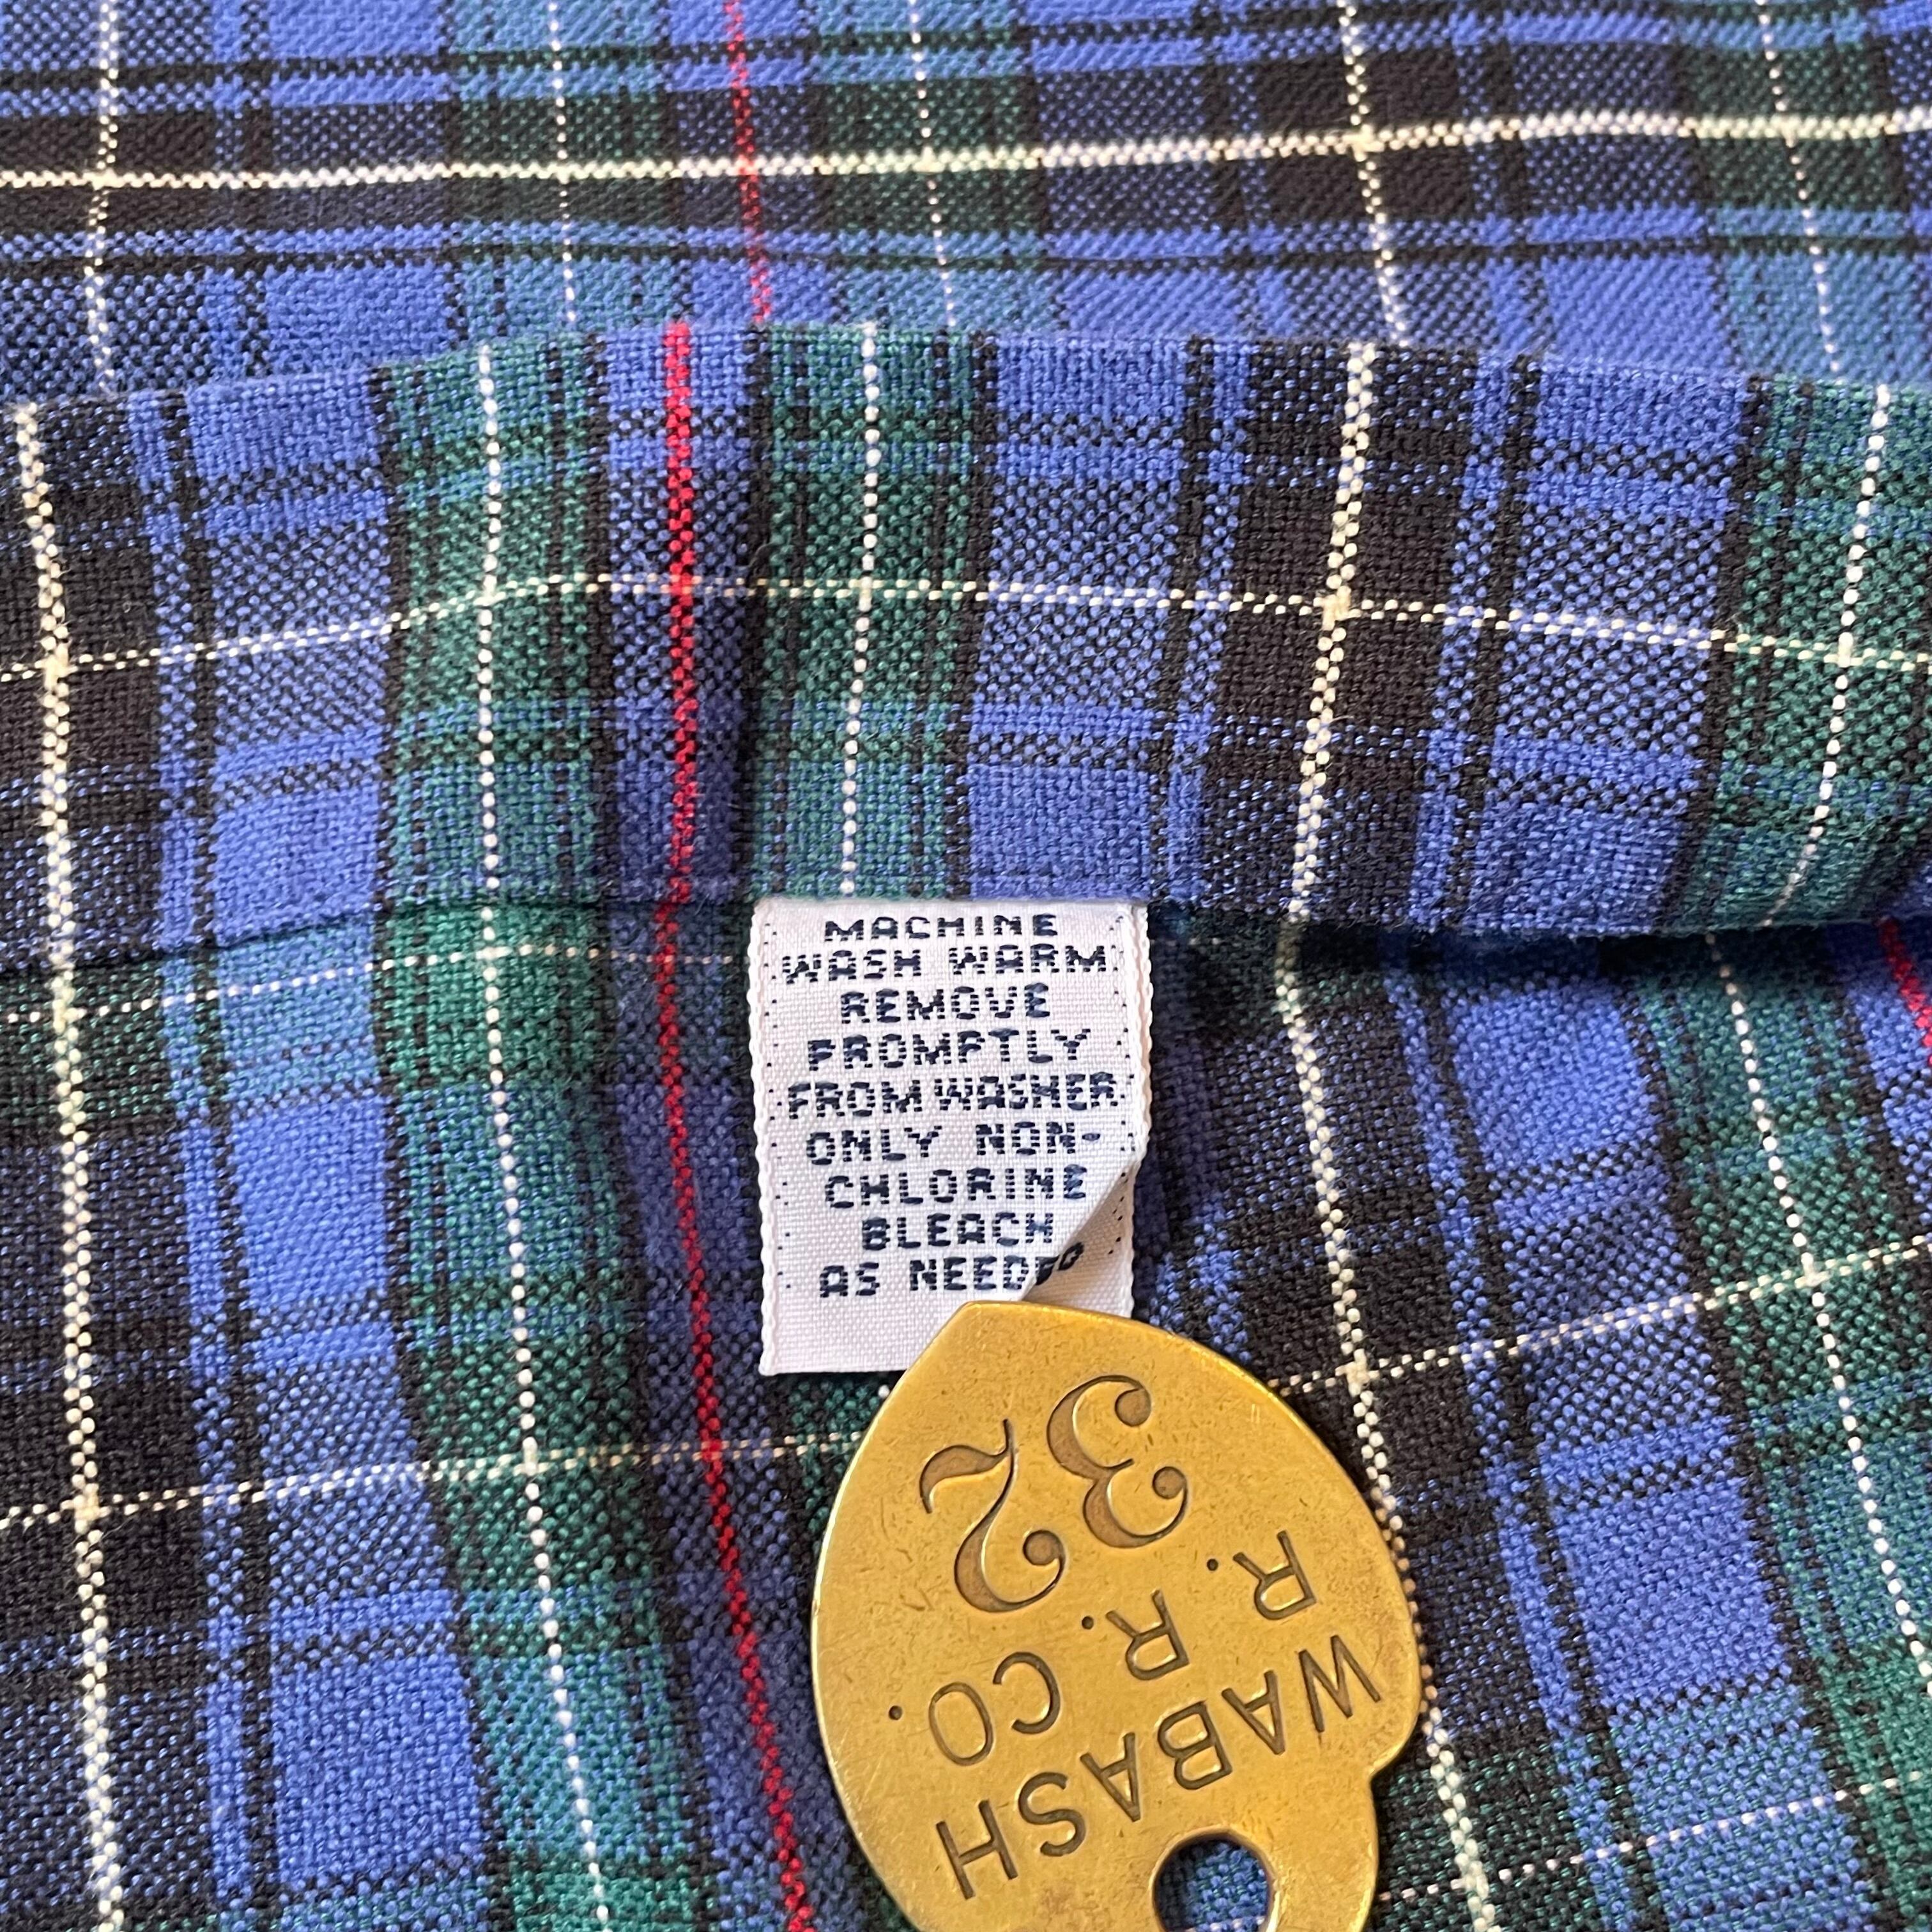 MACHINE
WASH WARM
REMOVE
PROMPTLY
FROM WASHER
ONLY NON-
CHLORINE
BLEACH
AS NEEDED
WABASH
R. R. CO.
32